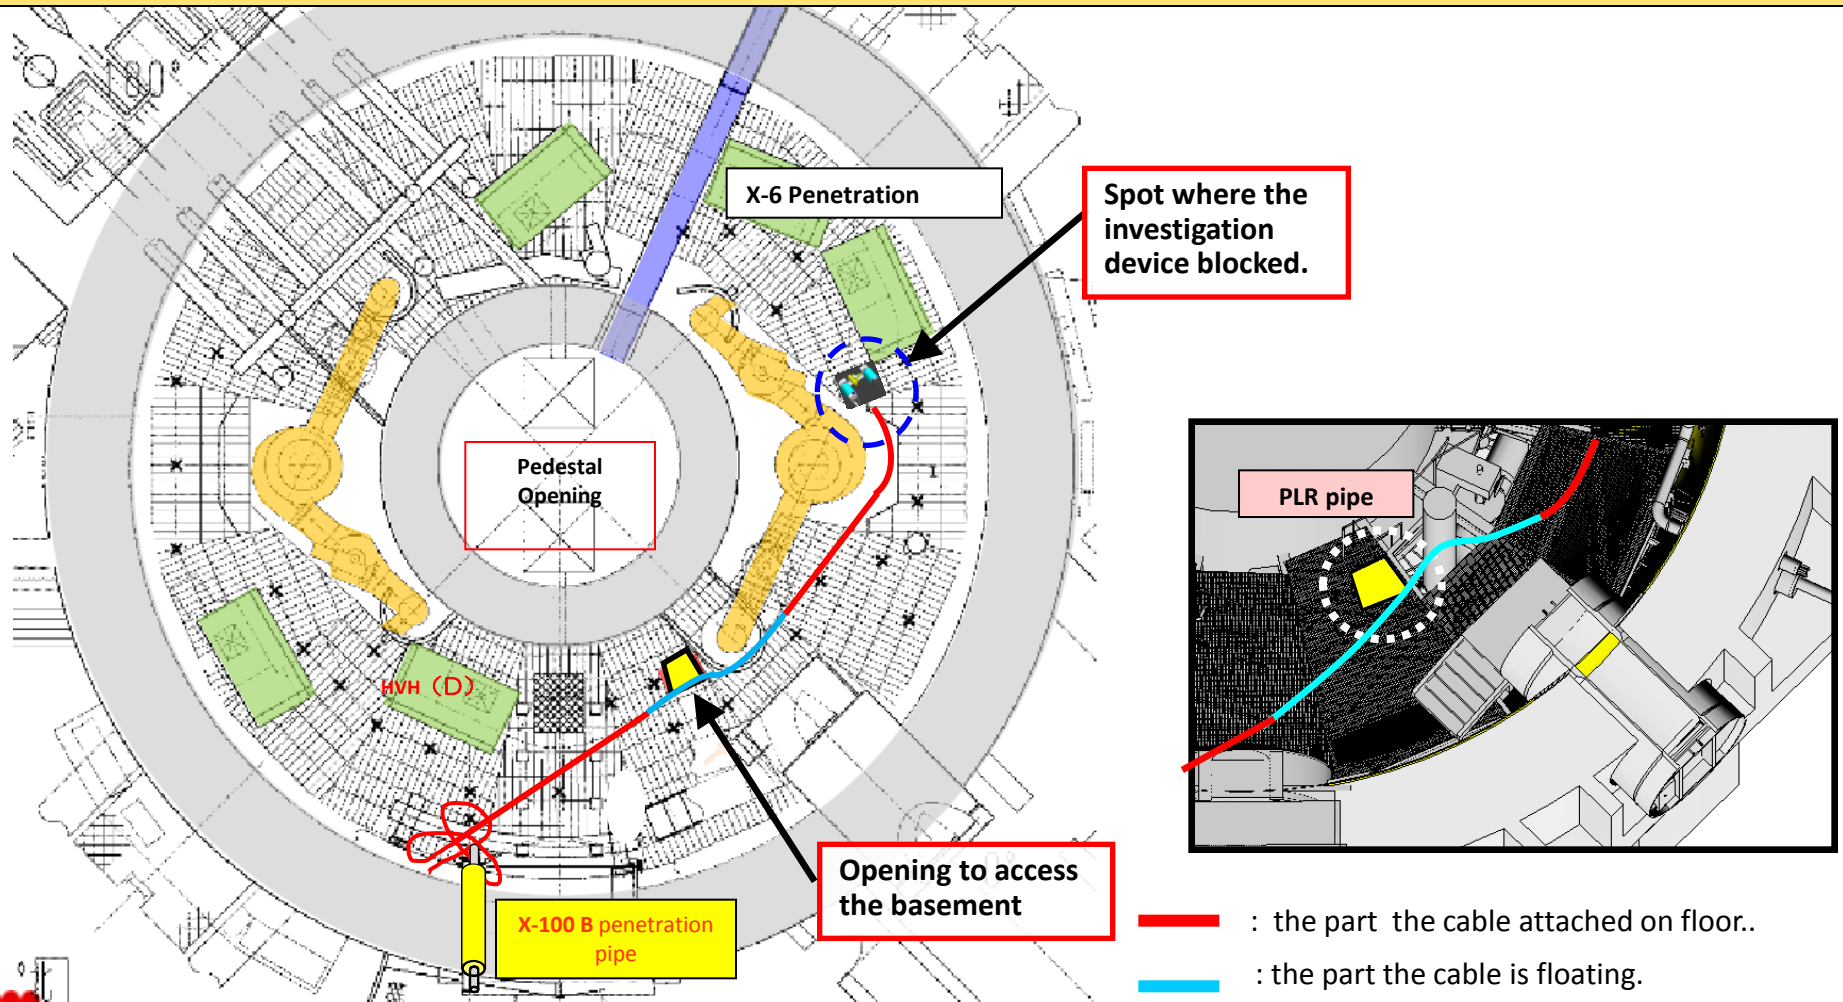 180°
X-6 Penetration
Spot where the
investigation
device blocked.
Pedestal
Opening
PLR pipe
HVH（D）
Opening to access
the basement
X-100 B penetration
pipe
: the part the cable attached on floor..
: the part the cable is floating.